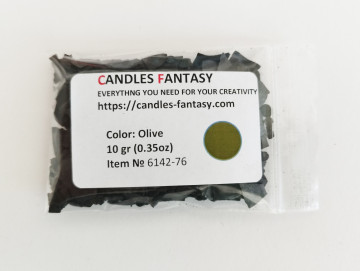 CANDLES FANTASY
EVERYTHNG YOU NEED FOR YOUR CREATIVITY
https://candles-fantasy.com
Color: Olive
10 gr (0.35oz)
Item № 6142-76